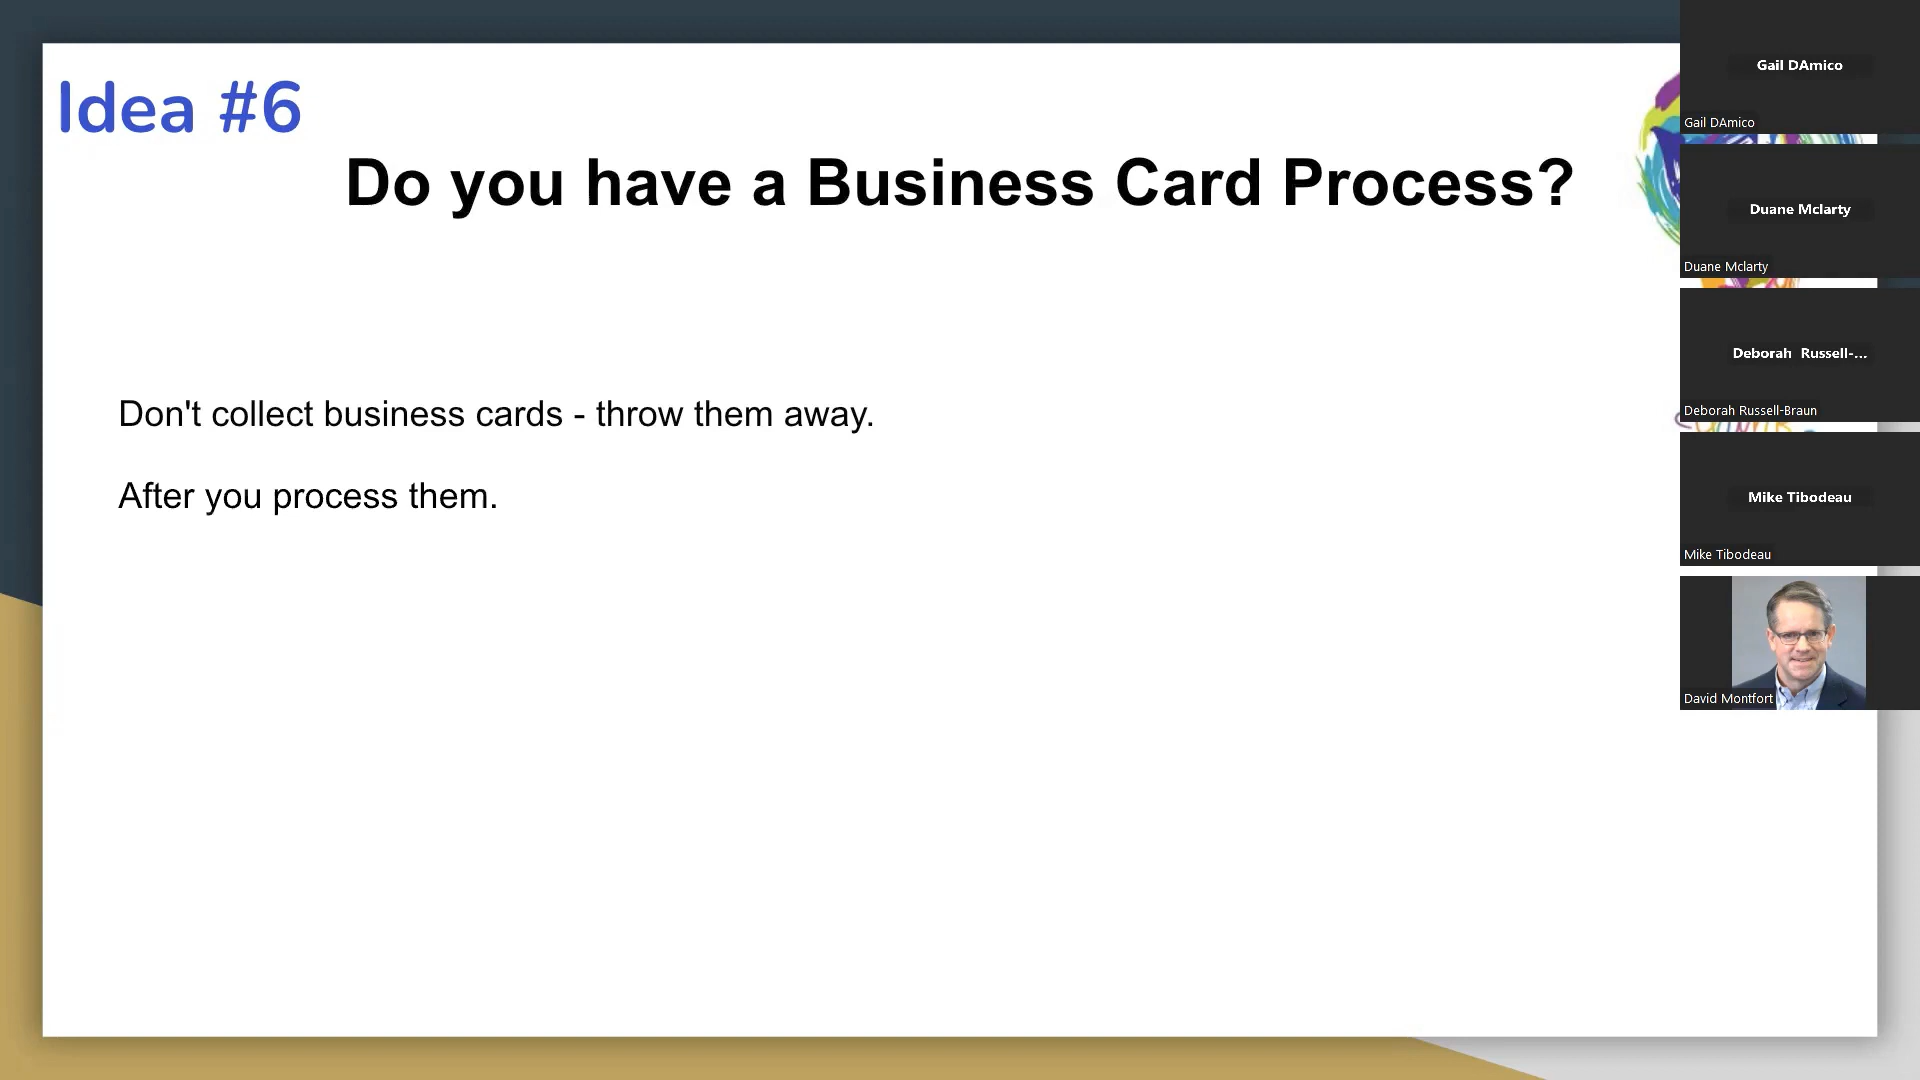 Idea #6
Do you have a Business Card Process?
Don't collect business cards - throw them away.
After you process them.
Gail DAmico
Gail DAmico
Duane Mclarty
Duane Mclarty
Deborah Russell-...
Deborah Russell-Braun
Mike Tibodeau
Mike Tibodeau
David Montfort